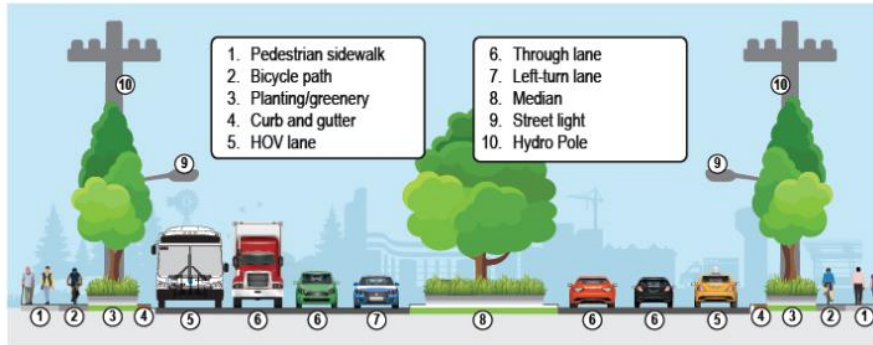 1. Pedestrian sidewalk
2. Bicycle path
3. Planting/greenery
4. Curb and gutter
5. HOV lane
6. Through lane
7. Left-turn lane
8. Median
9. Street light
10. Hydro Pole
10
10
9
9
1 2 3 4 5 6 6 7 8 6 6 5 4 3 2 1